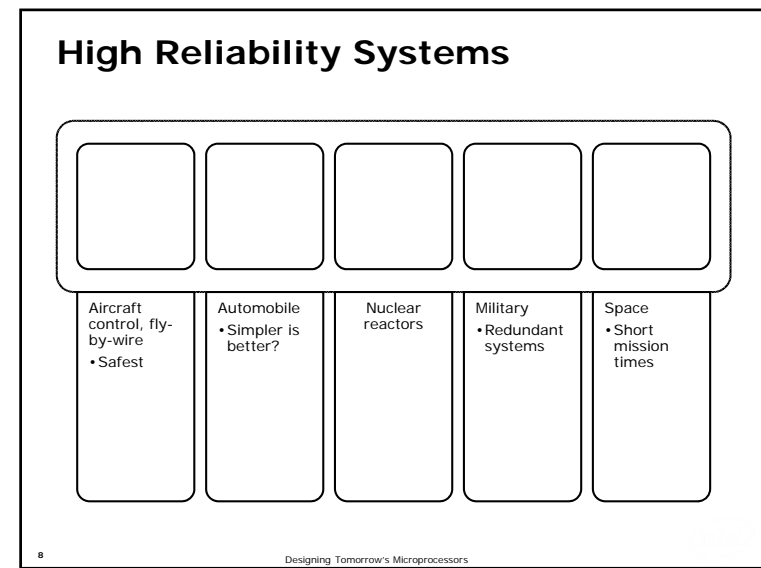 High Reliability Systems
Aircraft
control, fly-
by-wire
•Safest
Automobile
•Simpler is
better?
Nuclear
reactors
Military
•Redundant
systems
Space
•Short
mission
times
8
Designing Tomorrow's Microprocessors